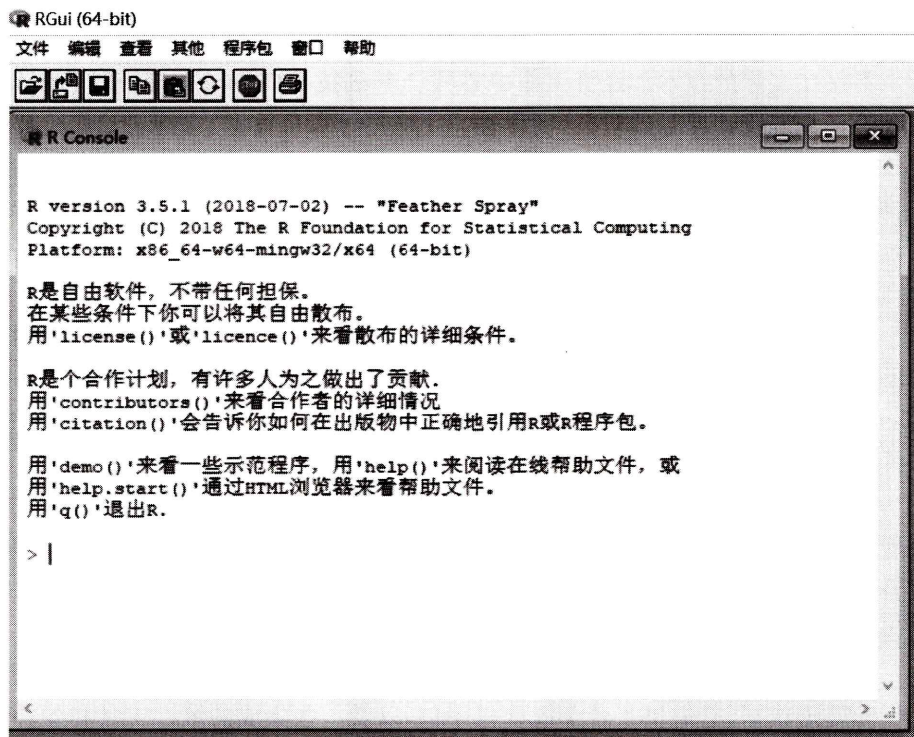 RGui (64-bit)
文件 编辑 查看 其他 程序包 窗口 帮助
R Console
R version 3.5.1 (2018-07-02) -- "Feather Spray"
Copyright (C) 2018 The R Foundation for Statistical Computing
Platform: x86_64-w64-mingw32/x64 (64-bit)
R是自由软件，不带任何担保。
在某些条件下你可以将其自由散布。
用'license()'或'licence()'来看散布的详细条件。
R是个合作计划，有许多人为之做出了贡献.
用'contributors()'来看合作者的详细情况
用'citation()'会告诉你如何在出版物中正确地引用R或R程序包。
用'demo()'来看一些示范程序，用'help()'来阅读在线帮助文件，或
用'help.start()'通过HTML浏览器来看帮助文件。
用'q()'退出R.
>